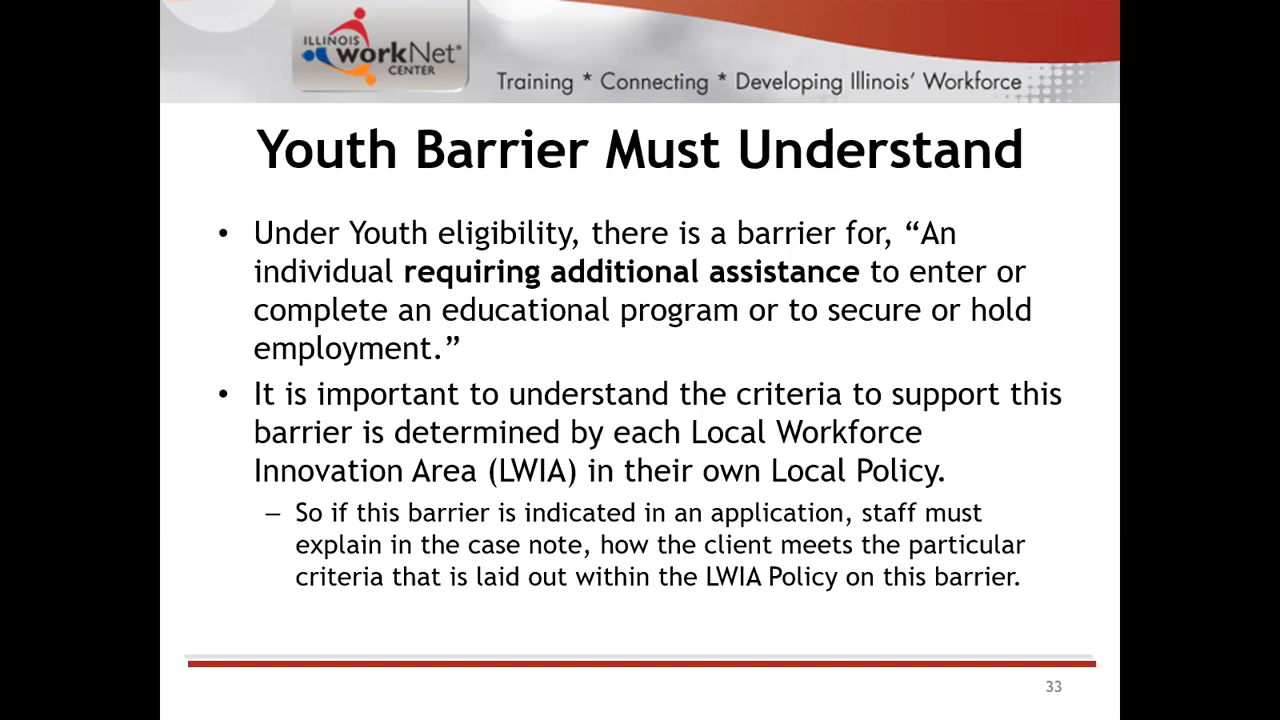 ILLINOIS
workNet®
CENTER
Training * Connecting * Developing Illinois’ Workforce
Youth Barrier Must Understand
• Under Youth eligibility, there is a barrier for, “An
individual requiring additional assistance to enter or
complete an educational program or to secure or hold
employment.”
• It is important to understand the criteria to support this
barrier is determined by each Local Workforce
Innovation Area (LWIA) in their own Local Policy.
– So if this barrier is indicated in an application, staff must
explain in the case note, how the client meets the particular
criteria that is laid out within the LWIA Policy on this barrier.
33